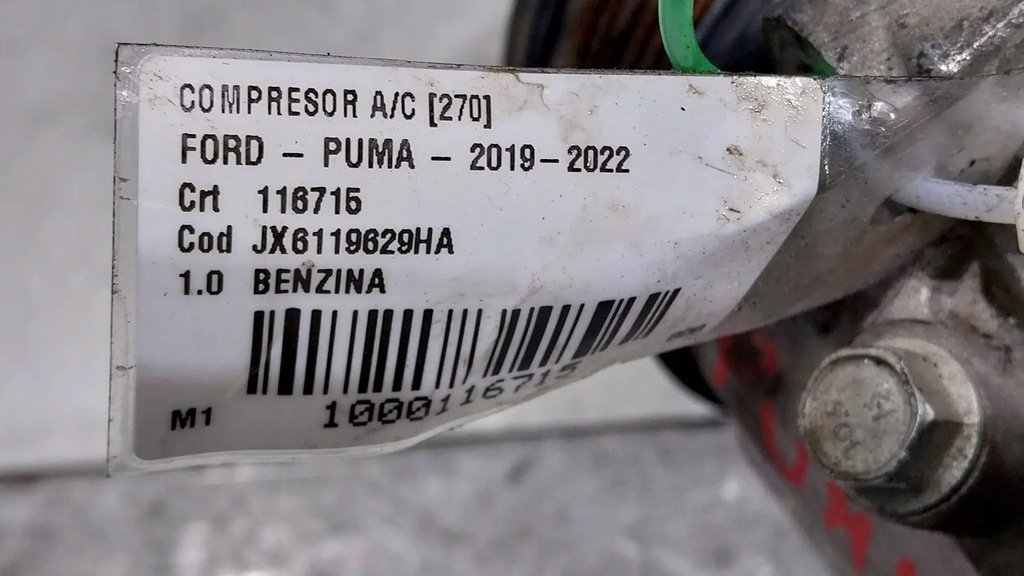 COMPRESOR A/C [270]
FORD - PUMA - 2019-2022
Crt 116715
Cod JX6119629HA
1.0 BENZINA
M1
1000116715